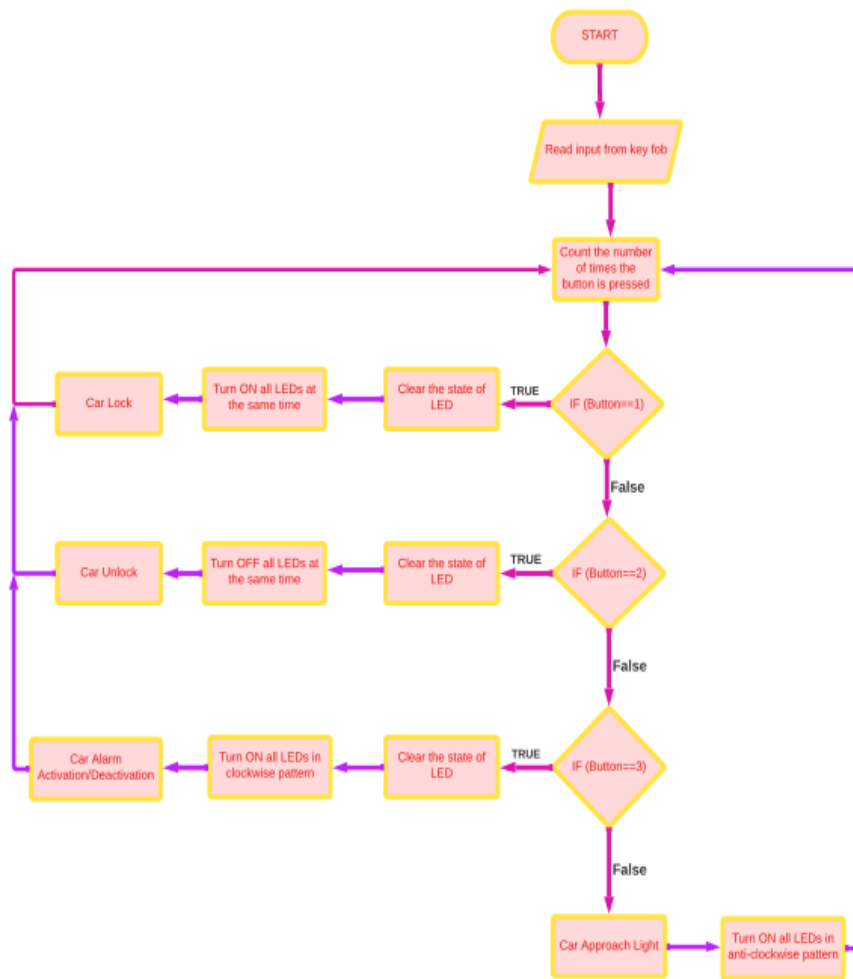 START
Read input from key fob
Count the number
of times the
button is pressed
IF (Button==1)
TRUE
Clear the state of
LED
Turn ON all LEDs at
the same time
Car Lock
False
IF (Button==2)
TRUE
Clear the state of
LED
Turn OFF all LEDs at
the same time
Car Unlock
False
IF (Button==3)
TRUE
Clear the state of
LED
Turn ON all LEDs in
clockwise pattern
Car Alarm
Activation/Deactivation
False
Car Approach Light
Turn ON all LEDs in
anti-clockwise pattern